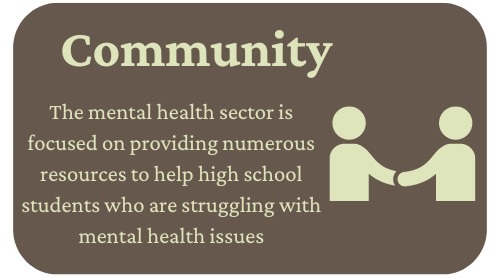 Community
The mental health sector is
focused on providing numerous
resources to help high school
students who are struggling with
mental health issues